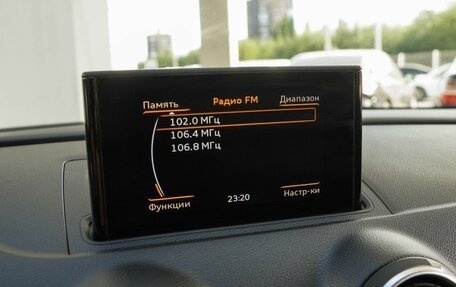 Память Радио FM Диапазон
102.0 МГц
106.4 МГц
106.8 МГц
Функции 23:20 Настр-ки